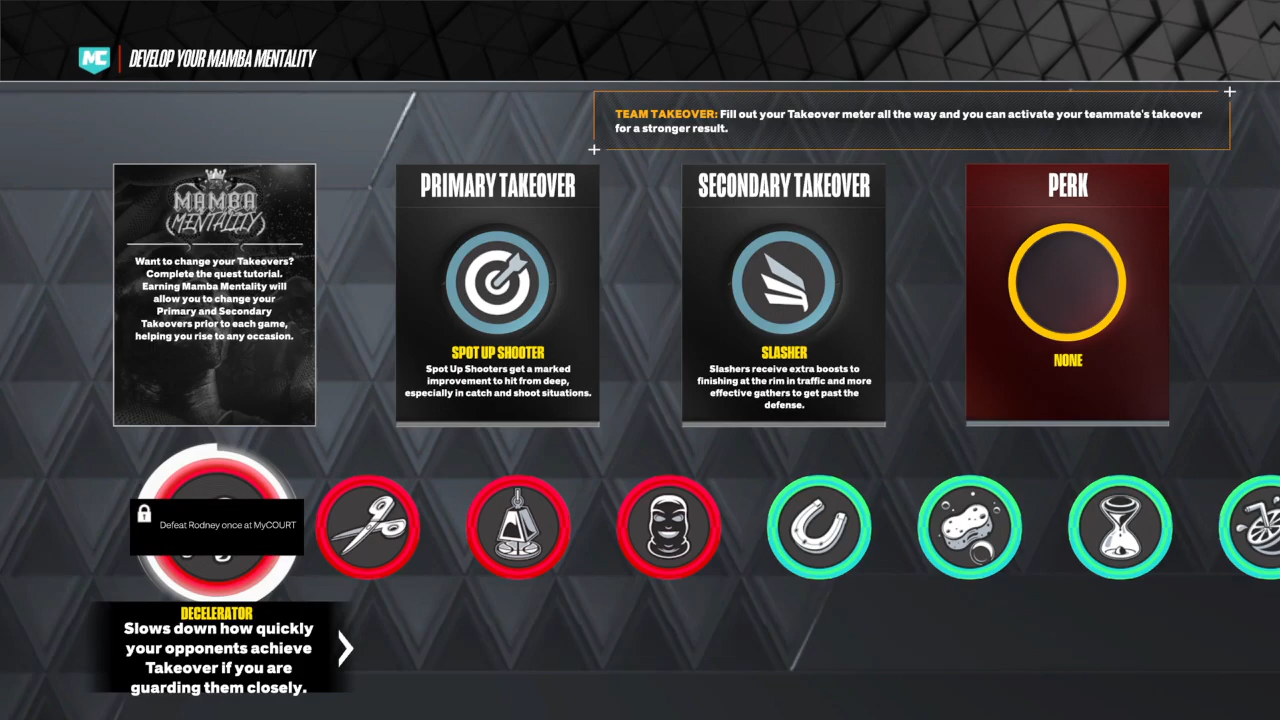 MC
DEVELOP YOUR MAMBA MENTALITY
TEAM TAKEOVER: Fill out your Takeover meter all the way and you can activate your teammate's takeover
for a stronger result.
MAMBA
MENTALITY
Want to change your Takeovers?
Complete the quest tutorial.
Earning Mamba Mentality will
allow you to change your
Primary and Secondary
Takeovers prior to each game,
helping you rise to any occasion.
PRIMARY TAKEOVER
SPOT UP SHOOTER
Spot Up Shooters get a marked
improvement to hit from deep,
especially in catch and shoot situations.
SECONDARY TAKEOVER
SLASHER
Slashers receive extra boosts to
finishing at the rim in traffic and more
effective gathers to get past the
defense.
PERK
NONE
Defeat Rodney once at MyCOURT
DECELERATOR
Slows down how quickly
your opponents achieve
Takeover if you are
guarding them closely.